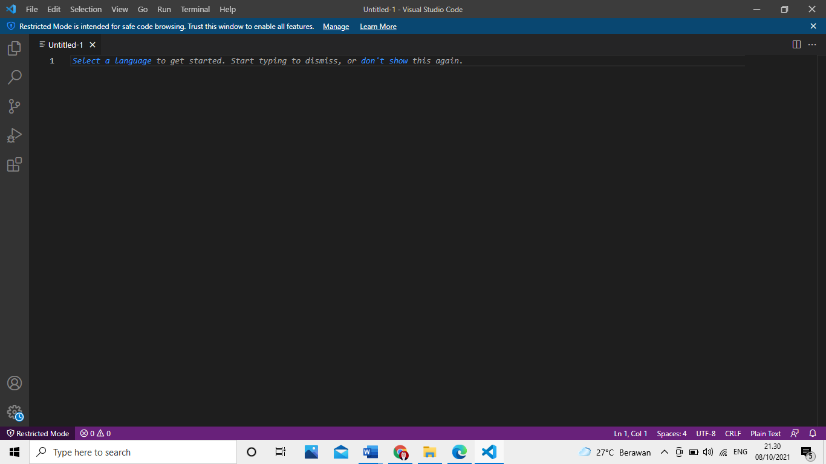 File Edit Selection View Go Run Terminal Help Untitled-1 - Visual Studio Code
Restricted Mode is intended for safe code browsing. Trust this window to enable all features. Manage Learn More
Untitled-1
1 Select a language to get started. Start typing to dismiss, or don't show this again.
Restricted Mode 0 0 Ln 1, Col 1 Spaces: 4 UTF-8 CRLF Plain Text
Type here to search 27°C Berawan ENG 21.30
08/10/2021 5